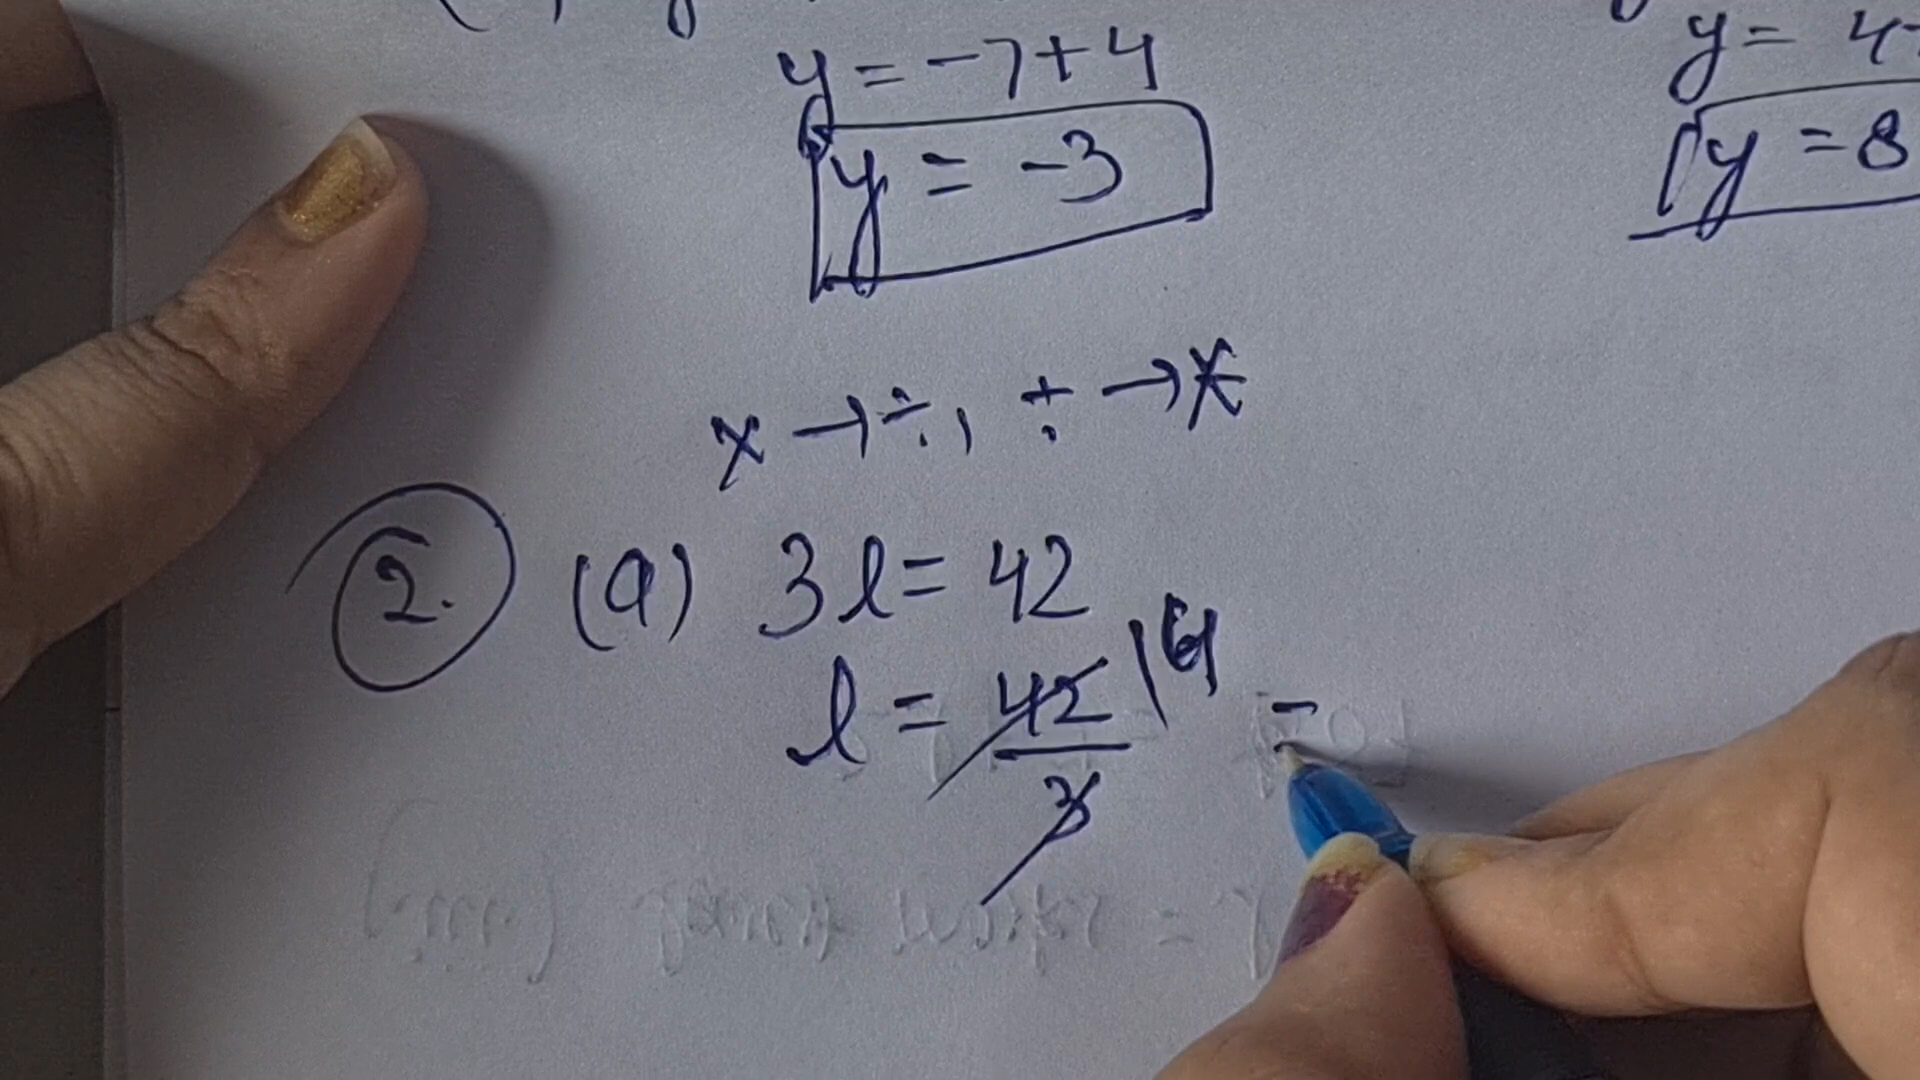 y = -7+4
y = -3
y = 4
y = 8
× → ÷, ÷ → ×
2. (a) 3l = 42
l = 42/3 14 =